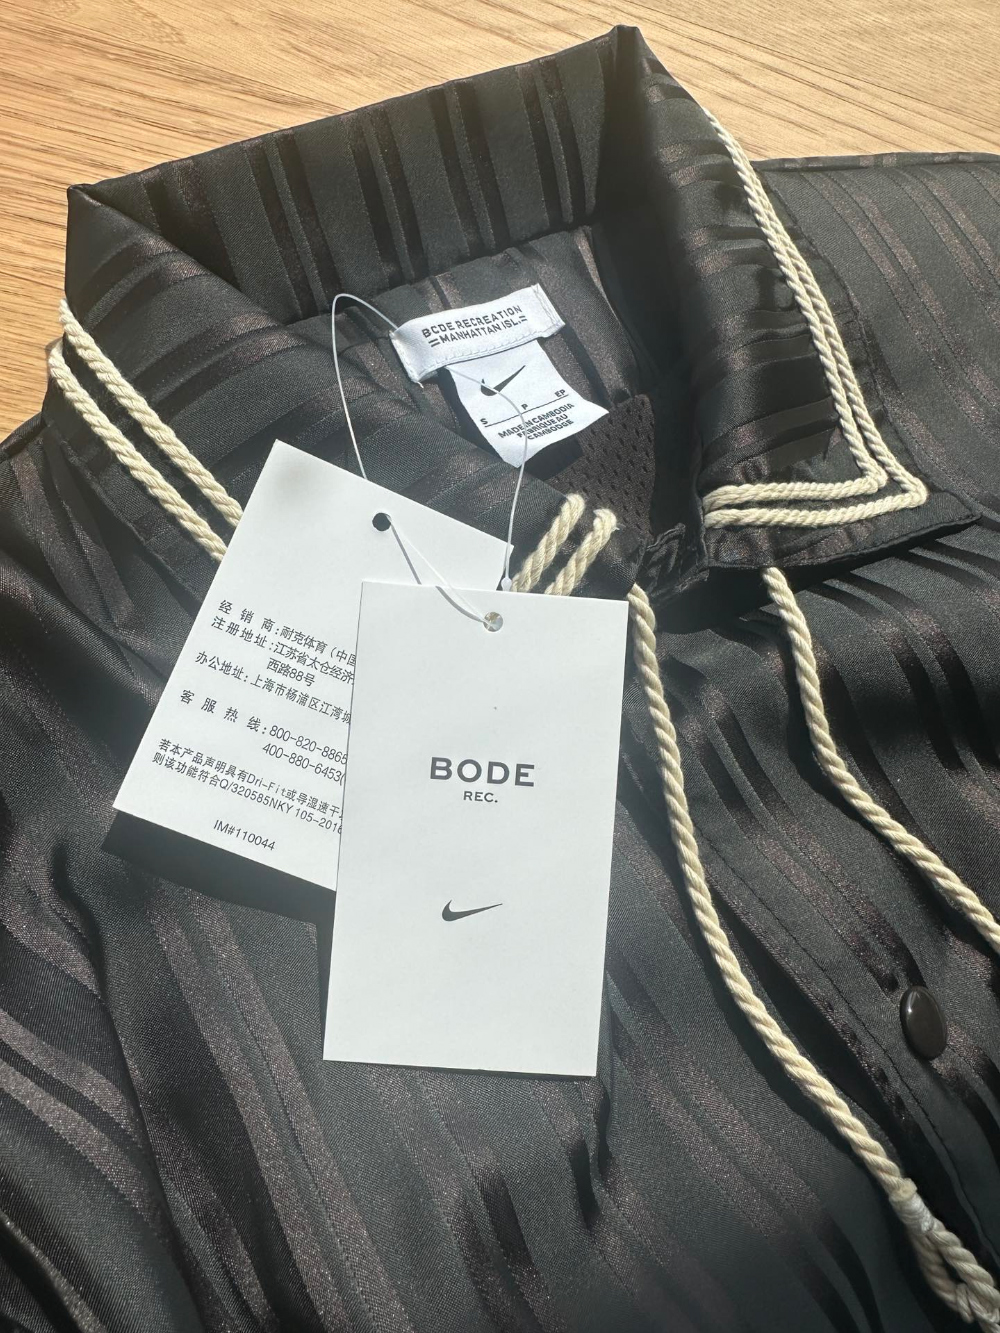 BODE RECREATION
=MANHATTAN ISL.=
S P EP
MADE IN CAMBODIA
FABRIQUE AU
CAMBODGE
经 销 商:耐克体育(中国
注册地址:江苏省太仓经济
西路88号
办公地址:上海市杨浦区江湾城
客 服 热 线:800-820-8865
400-880-6453(
若本产品声明具有Dri-Fit或导湿速干
则该功能符合Q/320585NKY 105-2016
IM#110044
BODE
REC.